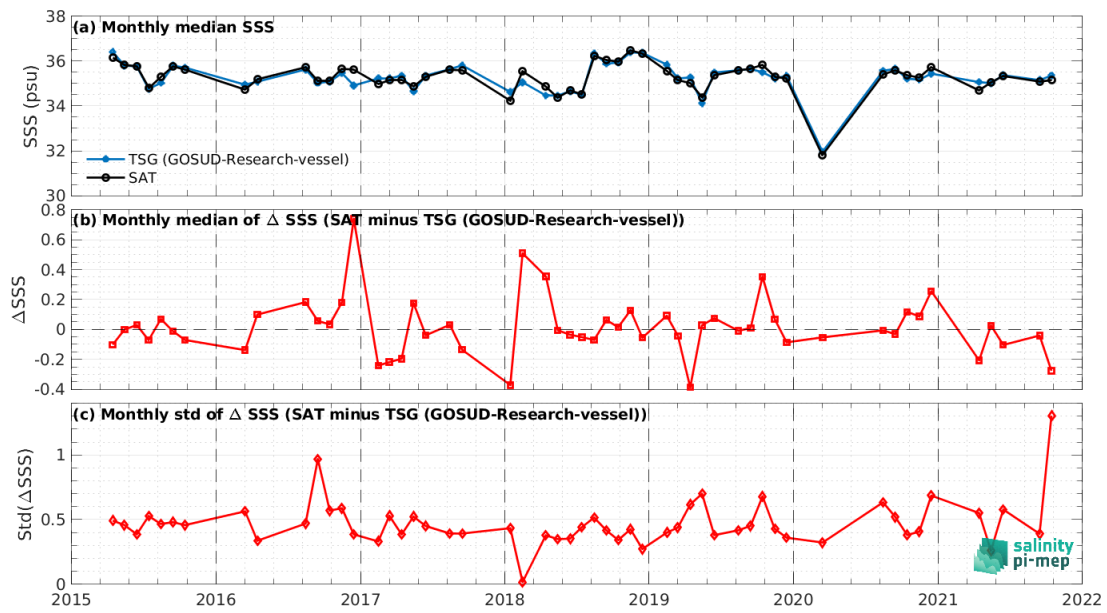 (a) Monthly median SSS
36
34
32
30
SSS (psu)
TSG (GOSUD-Research-vessel)
SAT
(b) Monthly median of Δ SSS (SAT minus TSG (GOSUD-Research-vessel))
0.8
0.6
0.4
0.2
0
-0.2
-0.4
ΔSSS
(c) Monthly std of Δ SSS (SAT minus TSG (GOSUD-Research-vessel))
1
0.5
0
Std(ΔSSS)
salinity
pi-mep
2015 2016 2017 2018 2019 2020 2021 2022